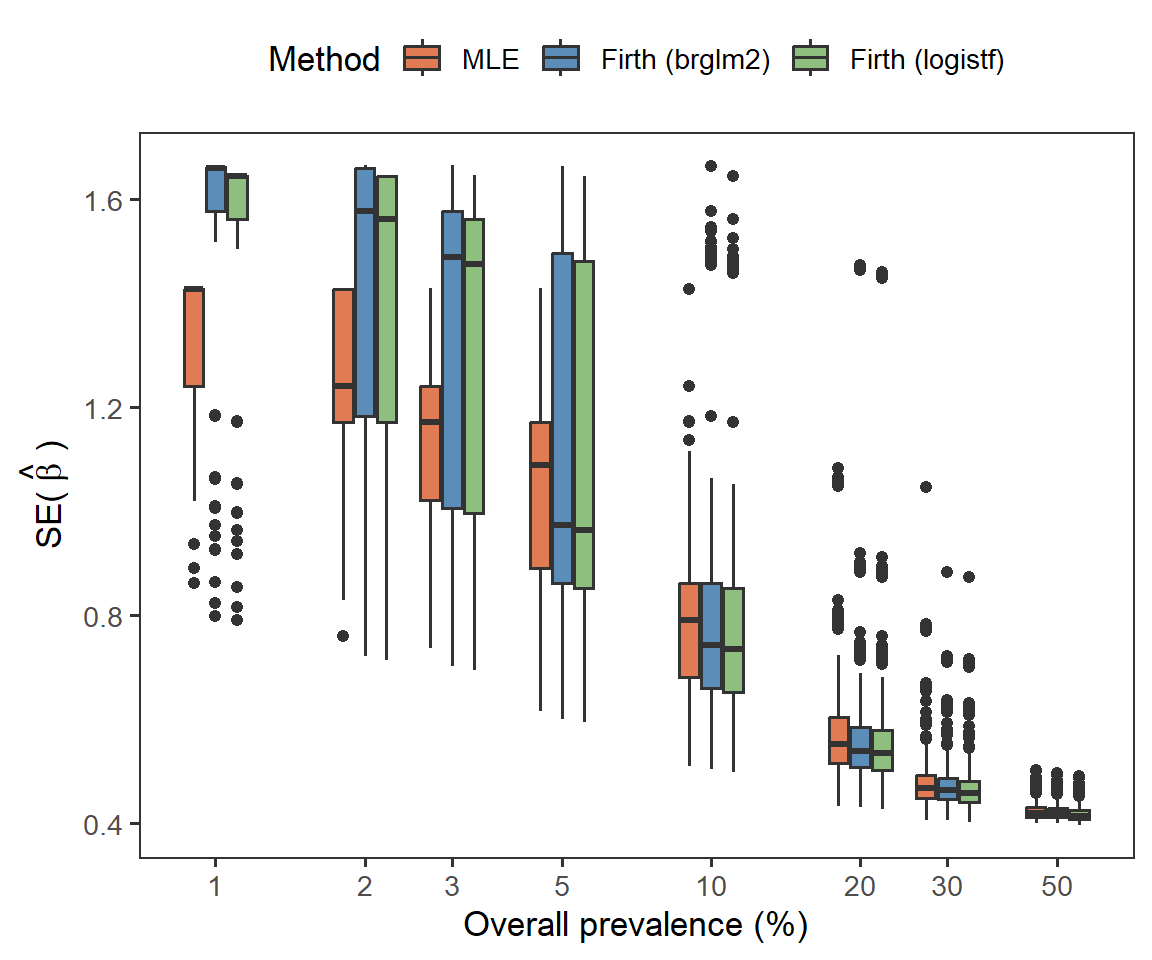 Method MLE Firth (brglm2) Firth (logistf)
SE( β̂ )
1.6
1.2
0.8
0.4
1 2 3 5 10 20 30 50
Overall prevalence (%)